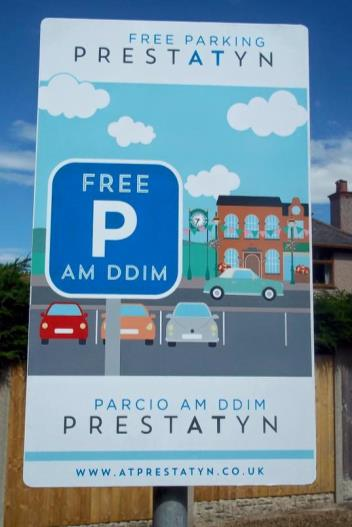 FREE PARKING
PRESTATYN
FREE
P
AM DDIM
PARCIO AM DDIM
PRESTATYN
WWW.ATPRESTATYN.CO.UK